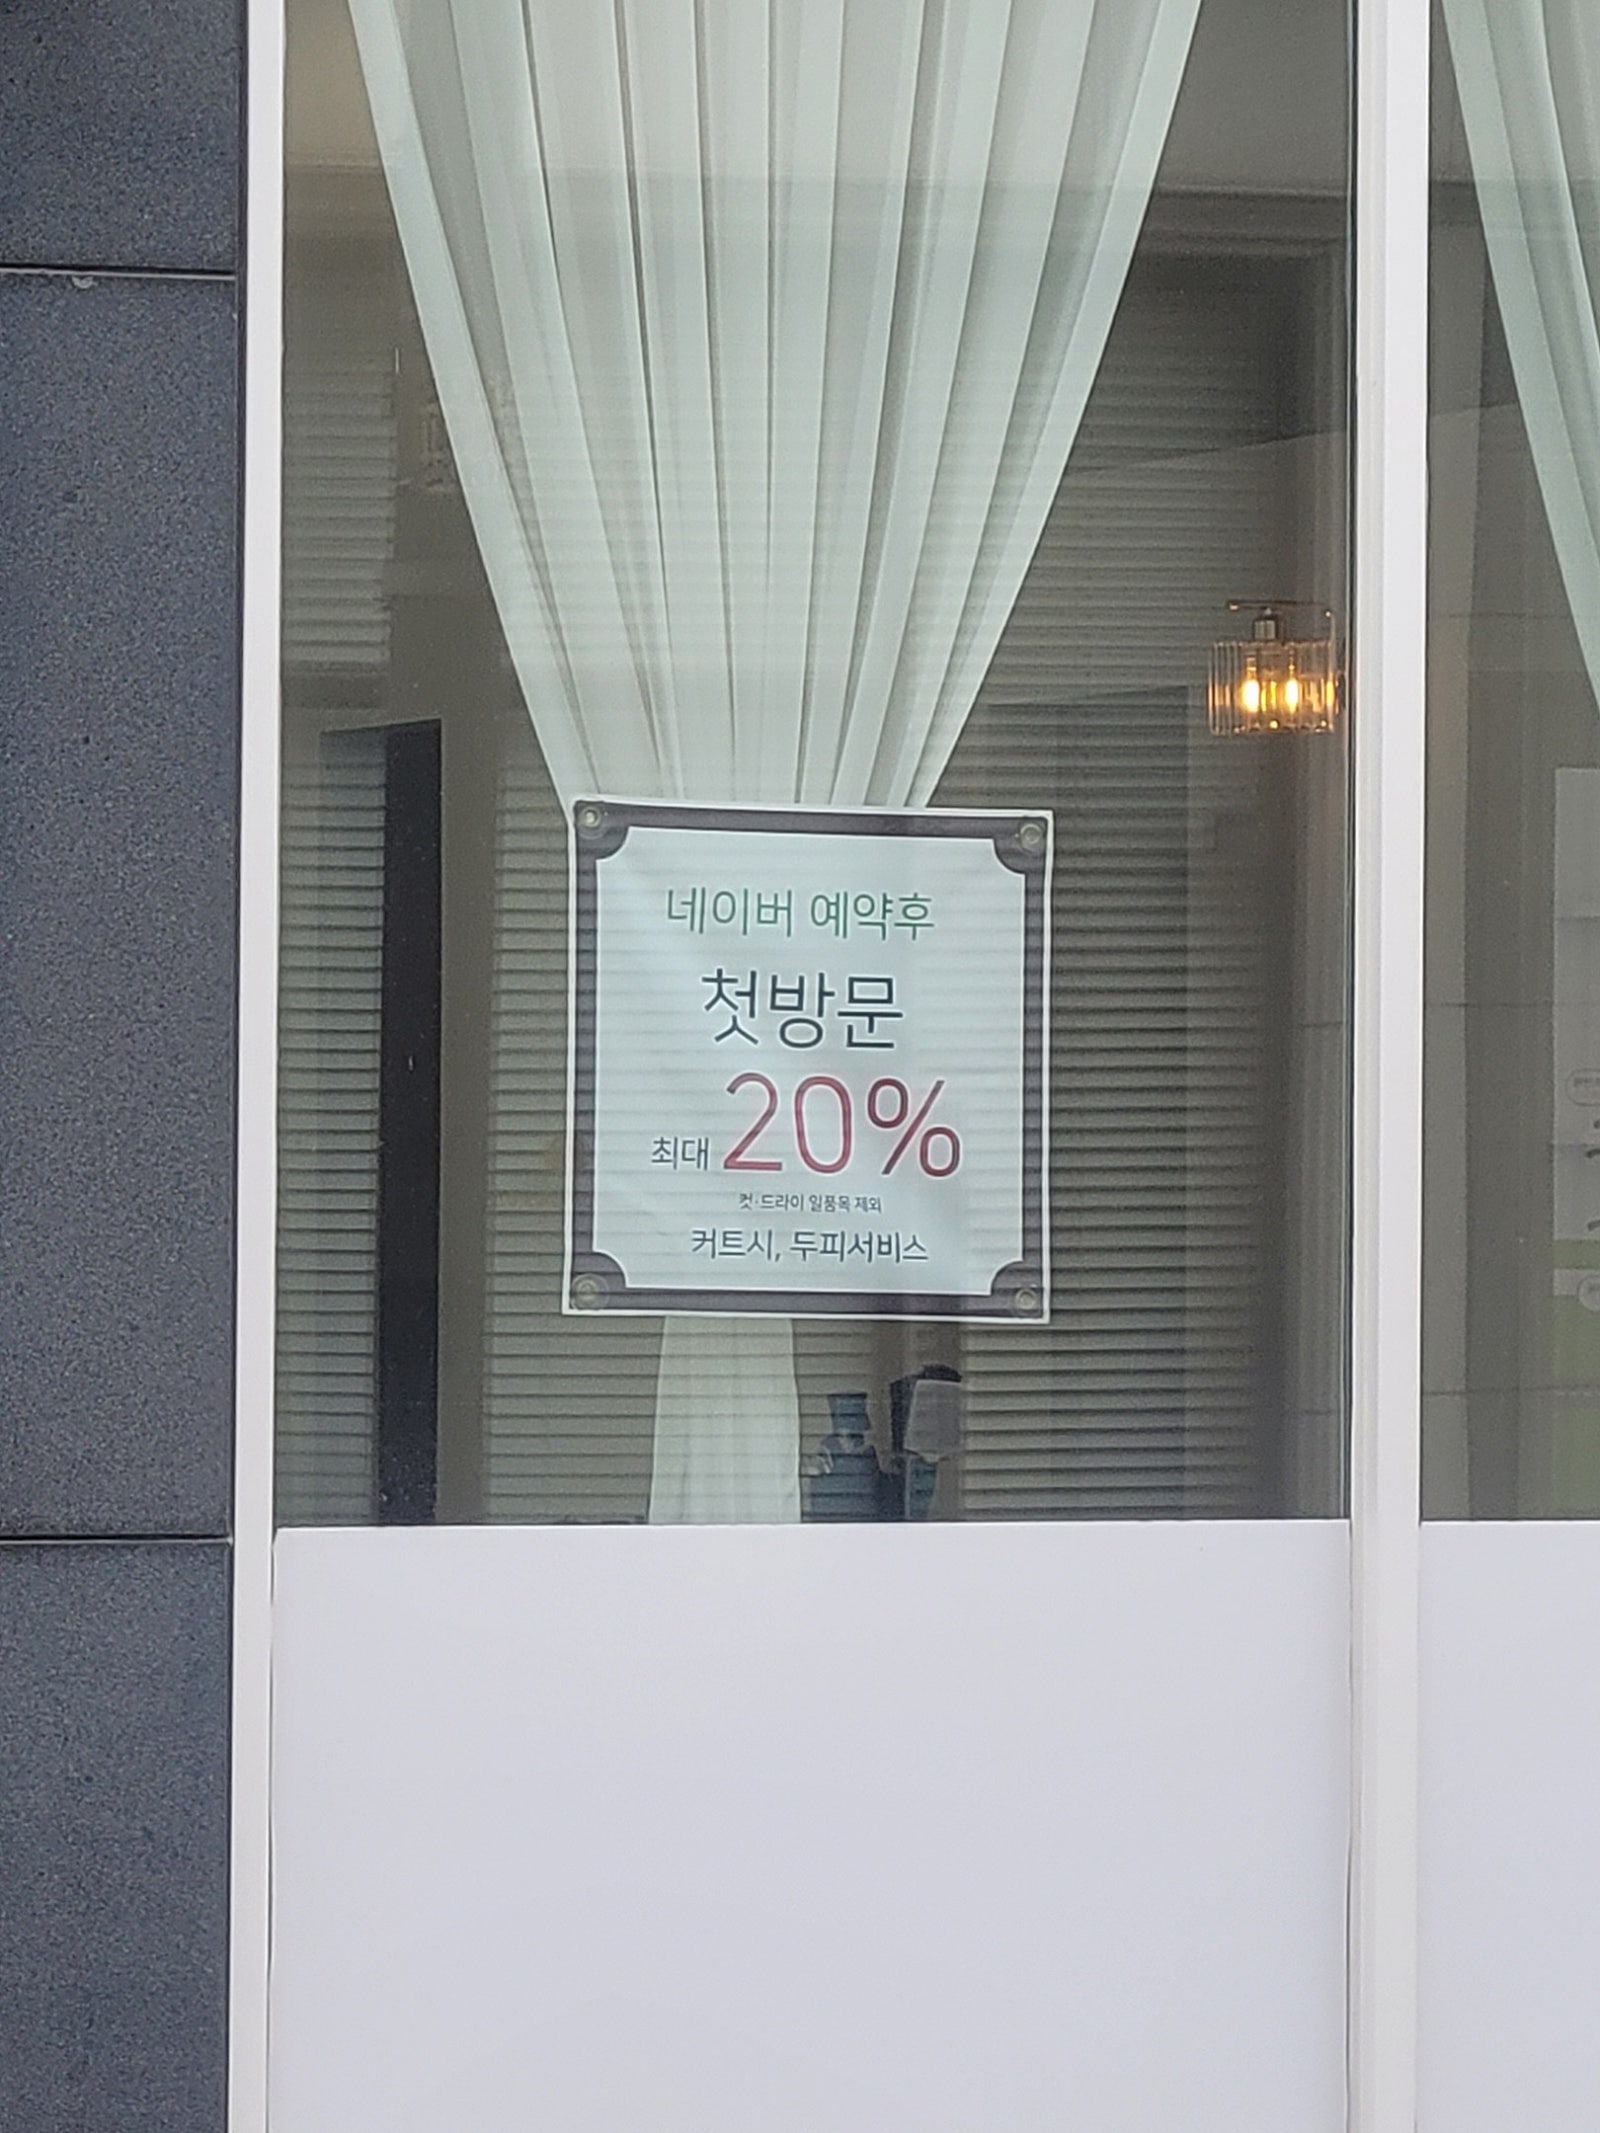 네이버 예약후
첫방문
최대 20%
컷·드라이 일품목 제외
커트시, 두피서비스